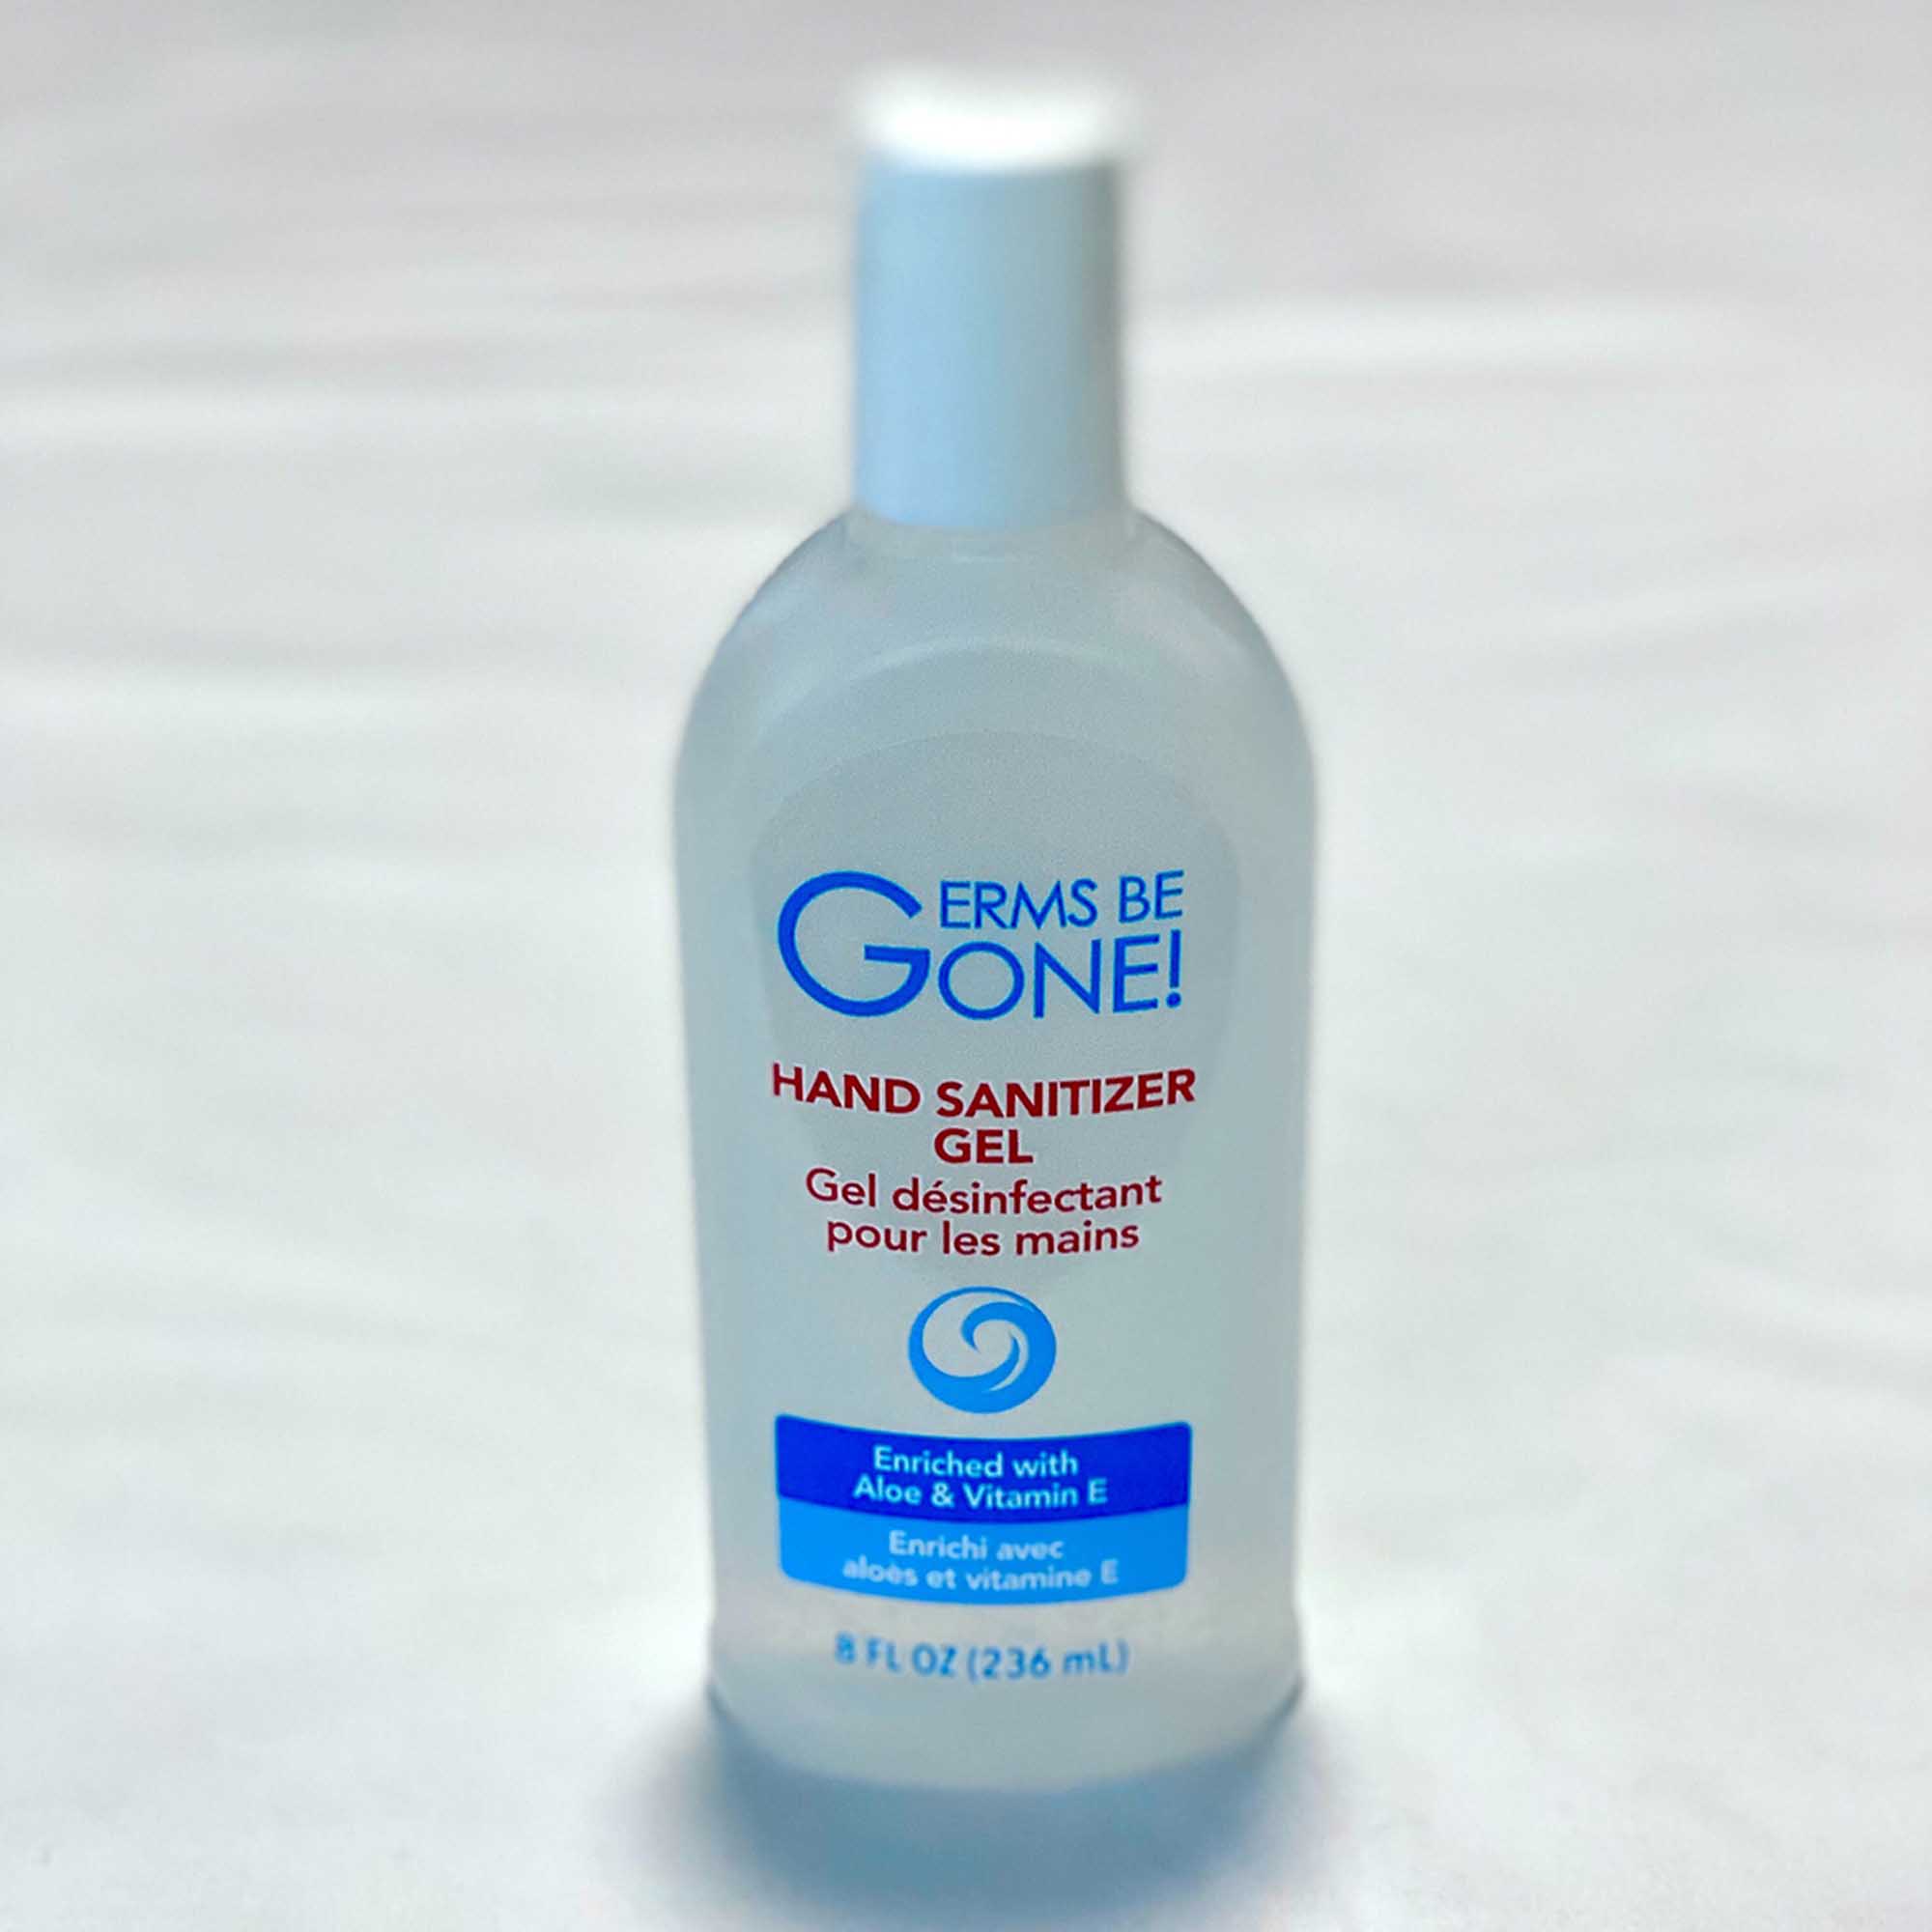 GERMS BE
GONE!
HAND SANITIZER
GEL
Gel désinfectant
pour les mains
Enriched with
Aloe & Vitamin E
Enrichi avec
aloès et vitamine E
8 FL OZ (236 mL)